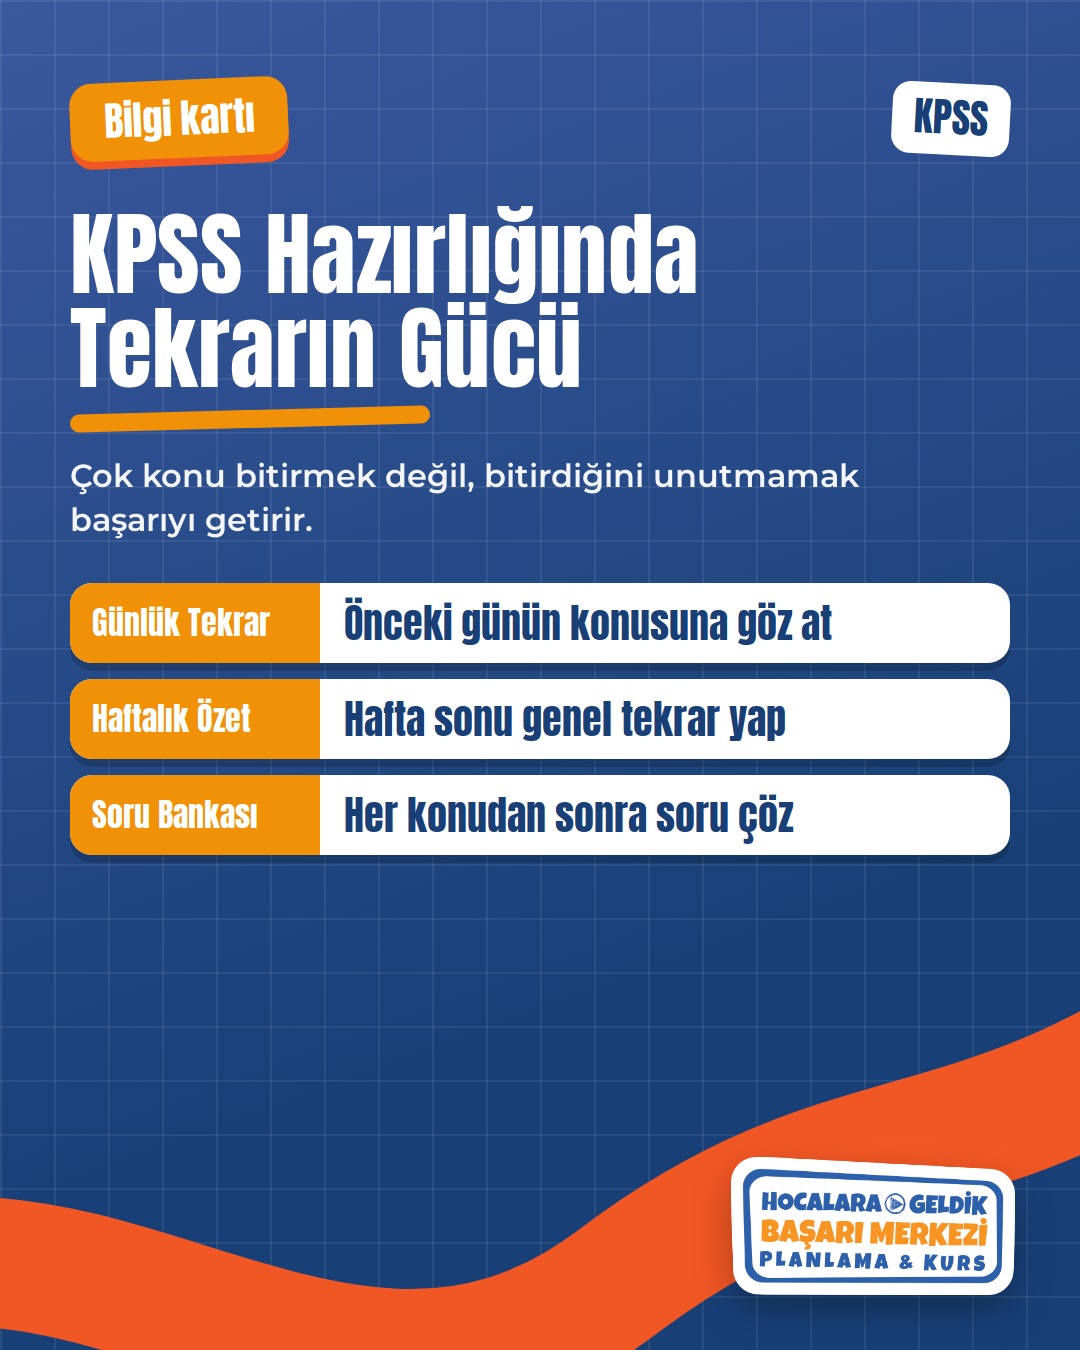 Bilgi kartı
KPSS
KPSS Hazırlığında
Tekrarın Gücü
Çok konu bitirmek değil, bitirdiğini unutmamak
başarıyı getirir.
Günlük Tekrar
Önceki günün konusuna göz at
Haftalık Özet
Hafta sonu genel tekrar yap
Soru Bankası
Her konudan sonra soru çöz
HOCALARA GELDİK
BAŞARI MERKEZİ
PLANLAMA & KURS